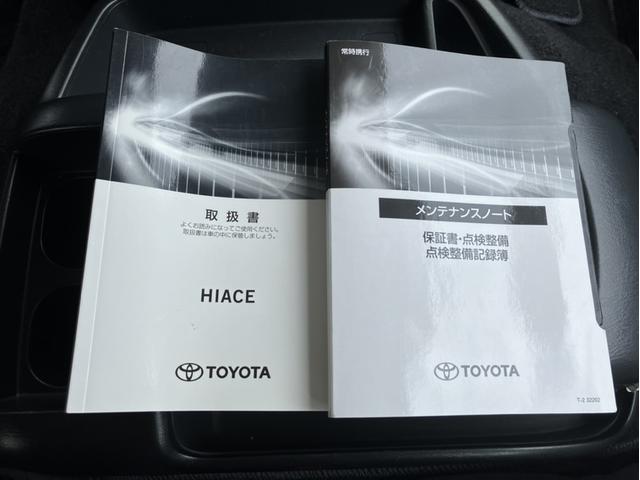 取扱書
よくお読みになってご使用ください。
取扱書は車の中に保管しましょう。
HIACE
TOYOTA
常時携行
メンテナンスノート
保証書・点検整備
点検整備記録簿
TOYOTA
T-2 32202